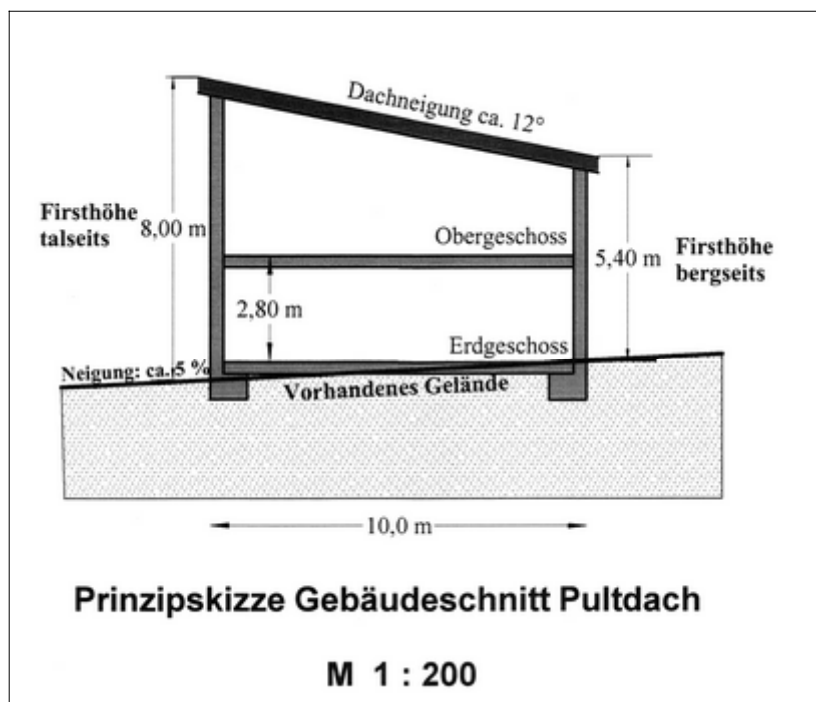 Dachneigung ca. 12°
Firsthöhe
talseits
8,00 m
Obergeschoss
5,40 m
Firsthöhe
bergseits
2,80 m
Erdgeschoss
Neigung: ca. 5 %
Vorhandenes Gelände
10,0 m
Prinzipskizze Gebäudeschnitt Pultdach
M 1 : 200